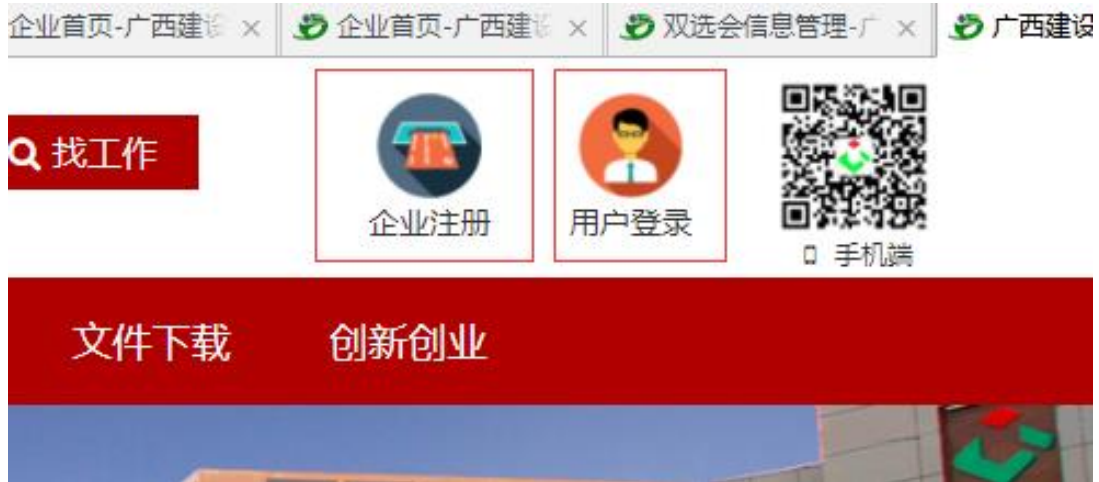 企业首页-广西建设
企业首页-广西建
双选会信息管理-广
广西建设
找工作
企业注册
用户登录
手机端
文件下载
创新创业